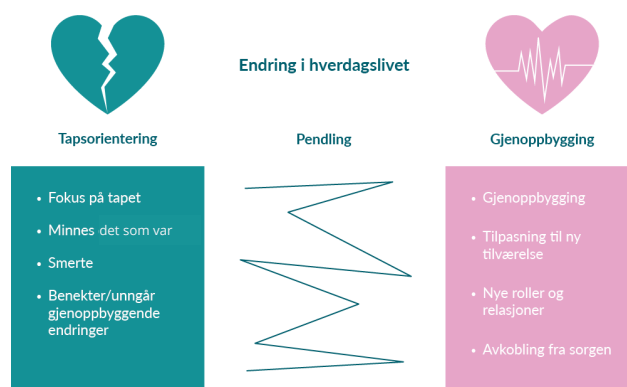 Endring i hverdagslivet
Tapsorientering
Pendling
Gjenoppbygging
• Fokus på tapet
• Minnes det som var
• Smerte
• Benekter/unngår
gjenoppbyggende
endringer
• Gjenoppbygging
• Tilpasning til ny
tilværelse
• Nye roller og
relasjoner
• Avkobling fra sorgen